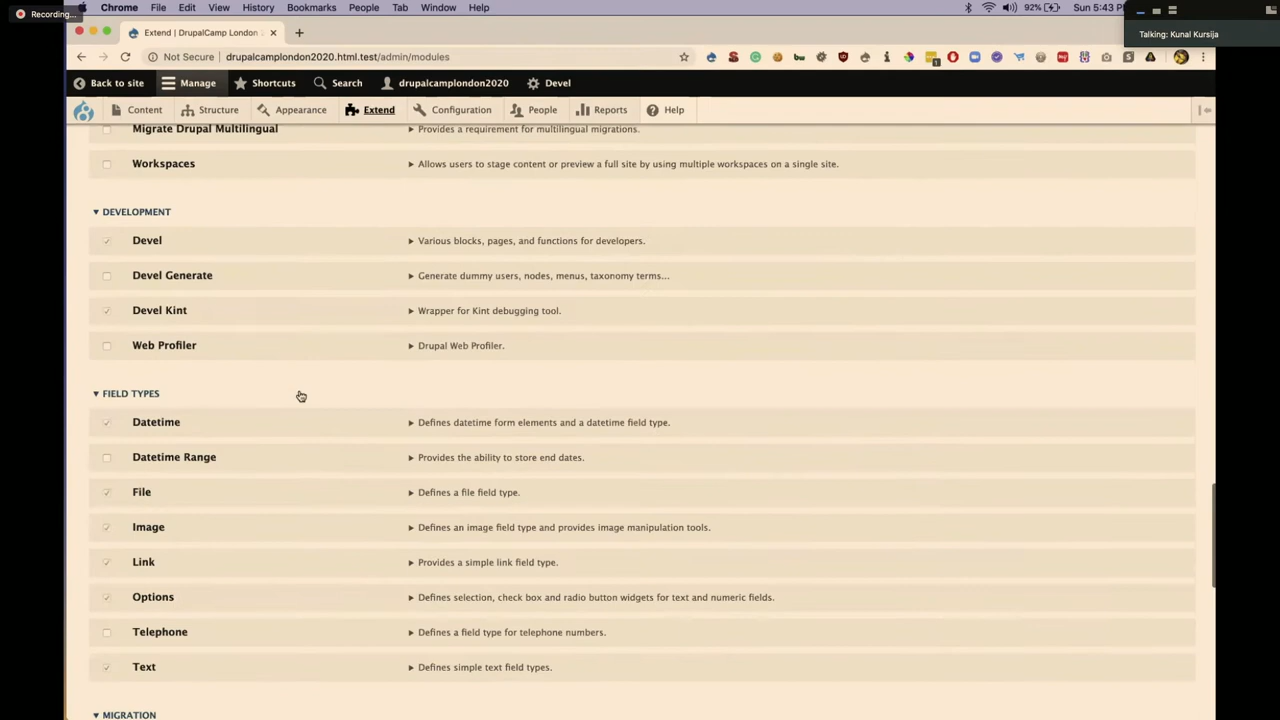 Recording...
Chrome File Edit View History Bookmarks People Tab Window Help
92%
Sun 5:43 P
Talking: Kunal Kursija
Extend | DrupalCamp London
Not Secure drupalcamplondon2020.html.test/admin/modules
Back to site Manage Shortcuts Search drupalcamplondon2020 Devel
Content Structure Appearance Extend Configuration People Reports Help
Migrate Drupal Multilingual Provides a requirement for multilingual migrations.
Workspaces Allows users to stage content or preview a full site by using multiple workspaces on a single site.
DEVELOPMENT
Devel Various blocks, pages, and functions for developers.
Devel Generate Generate dummy users, nodes, menus, taxonomy terms...
Devel Kint Wrapper for Kint debugging tool.
Web Profiler Drupal Web Profiler.
FIELD TYPES
Datetime Defines datetime form elements and a datetime field type.
Datetime Range Provides the ability to store end dates.
File Defines a file field type.
Image Defines an image field type and provides image manipulation tools.
Link Provides a simple link field type.
Options Defines selection, check box and radio button widgets for text and numeric fields.
Telephone Defines a field type for telephone numbers.
Text Defines simple text field types.
MIGRATION